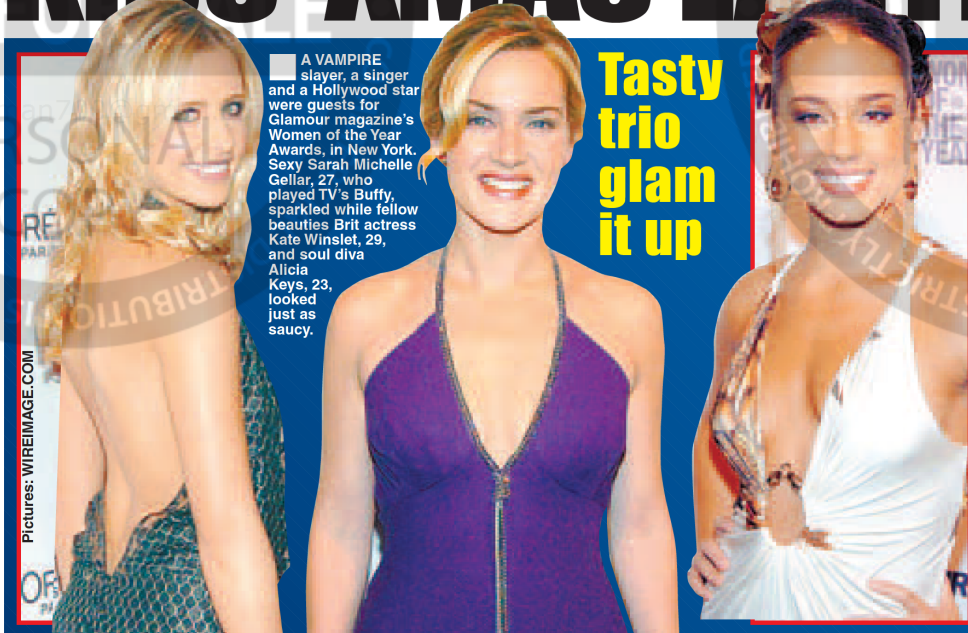 A VAMPIRE
slayer, a singer
and a Hollywood star
were guests for
Glamour magazine's
Women of the Year
Awards, in New York.
Sexy Sarah Michelle
Gellar, 27, who
played TV's Buffy,
sparkled while fellow
beauties Brit actress
Kate Winslet, 29,
and soul diva
Alicia
Keys, 23,
looked
just as
saucy.
Tasty
trio
glam
it up
Pictures: WIREIMAGE.COM